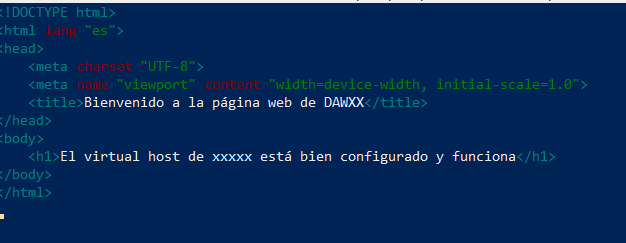 <!DOCTYPE html>
<html lang="es">
<head>
    <meta charset="UTF-8">
    <meta name="viewport" content="width=device-width, initial-scale=1.0">
    <title>Bienvenido a la página web de DAWXX</title>
</head>
<body>
    <h1>El virtual host de xxxxx está bien configurado y funciona</h1>
</body>
</html>